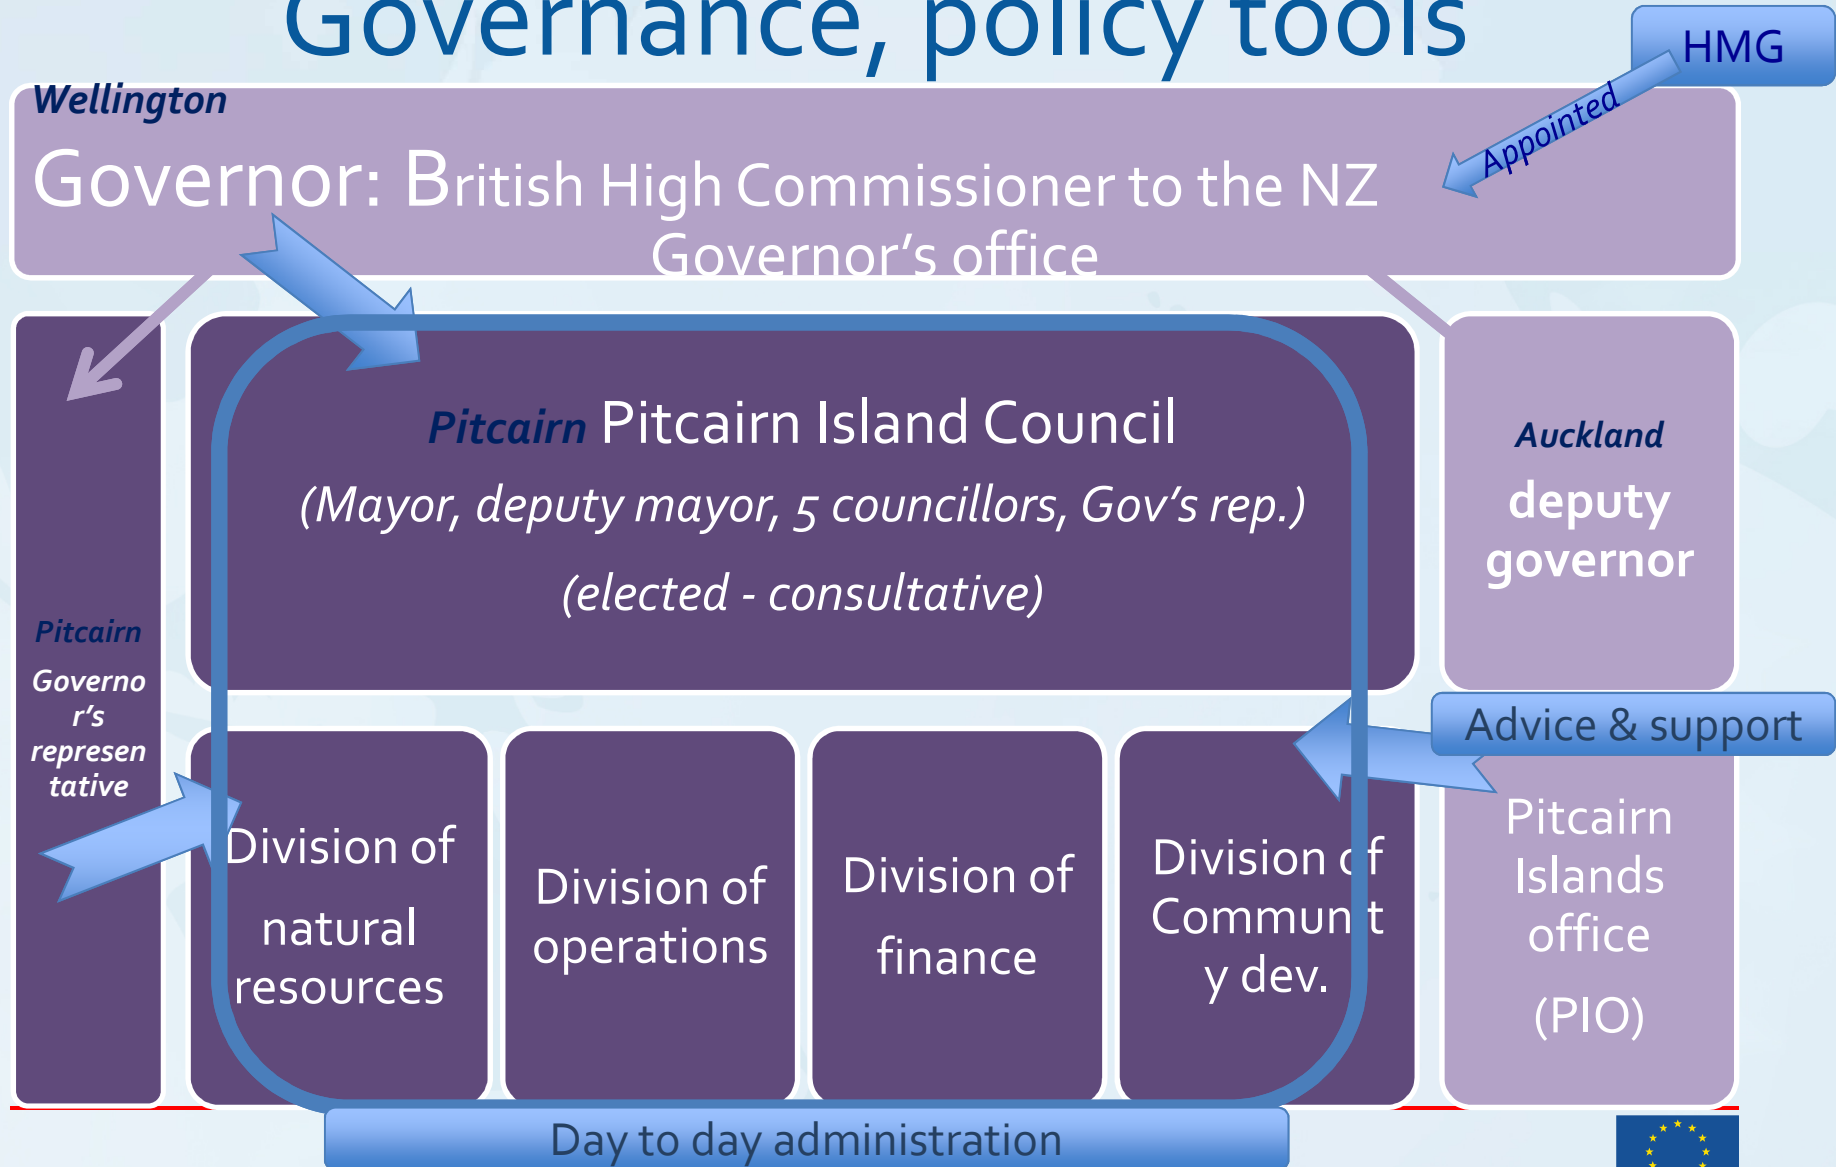 Governance, policy tools
HMG
Appointed
Wellington
Governor: British High Commissioner to the NZ
Governor's office
Pitcairn Pitcairn Island Council
(Mayor, deputy mayor, 5 councillors, Gov's rep.)
(elected - consultative)
Auckland
deputy
governor
Pitcairn
Governo
r's
represen
tative
Advice & support
Division of
natural
resources
Division of
operations
Division of
finance
Division of
Communit
y dev.
Pitcairn
Islands
office
(PIO)
Day to day administration